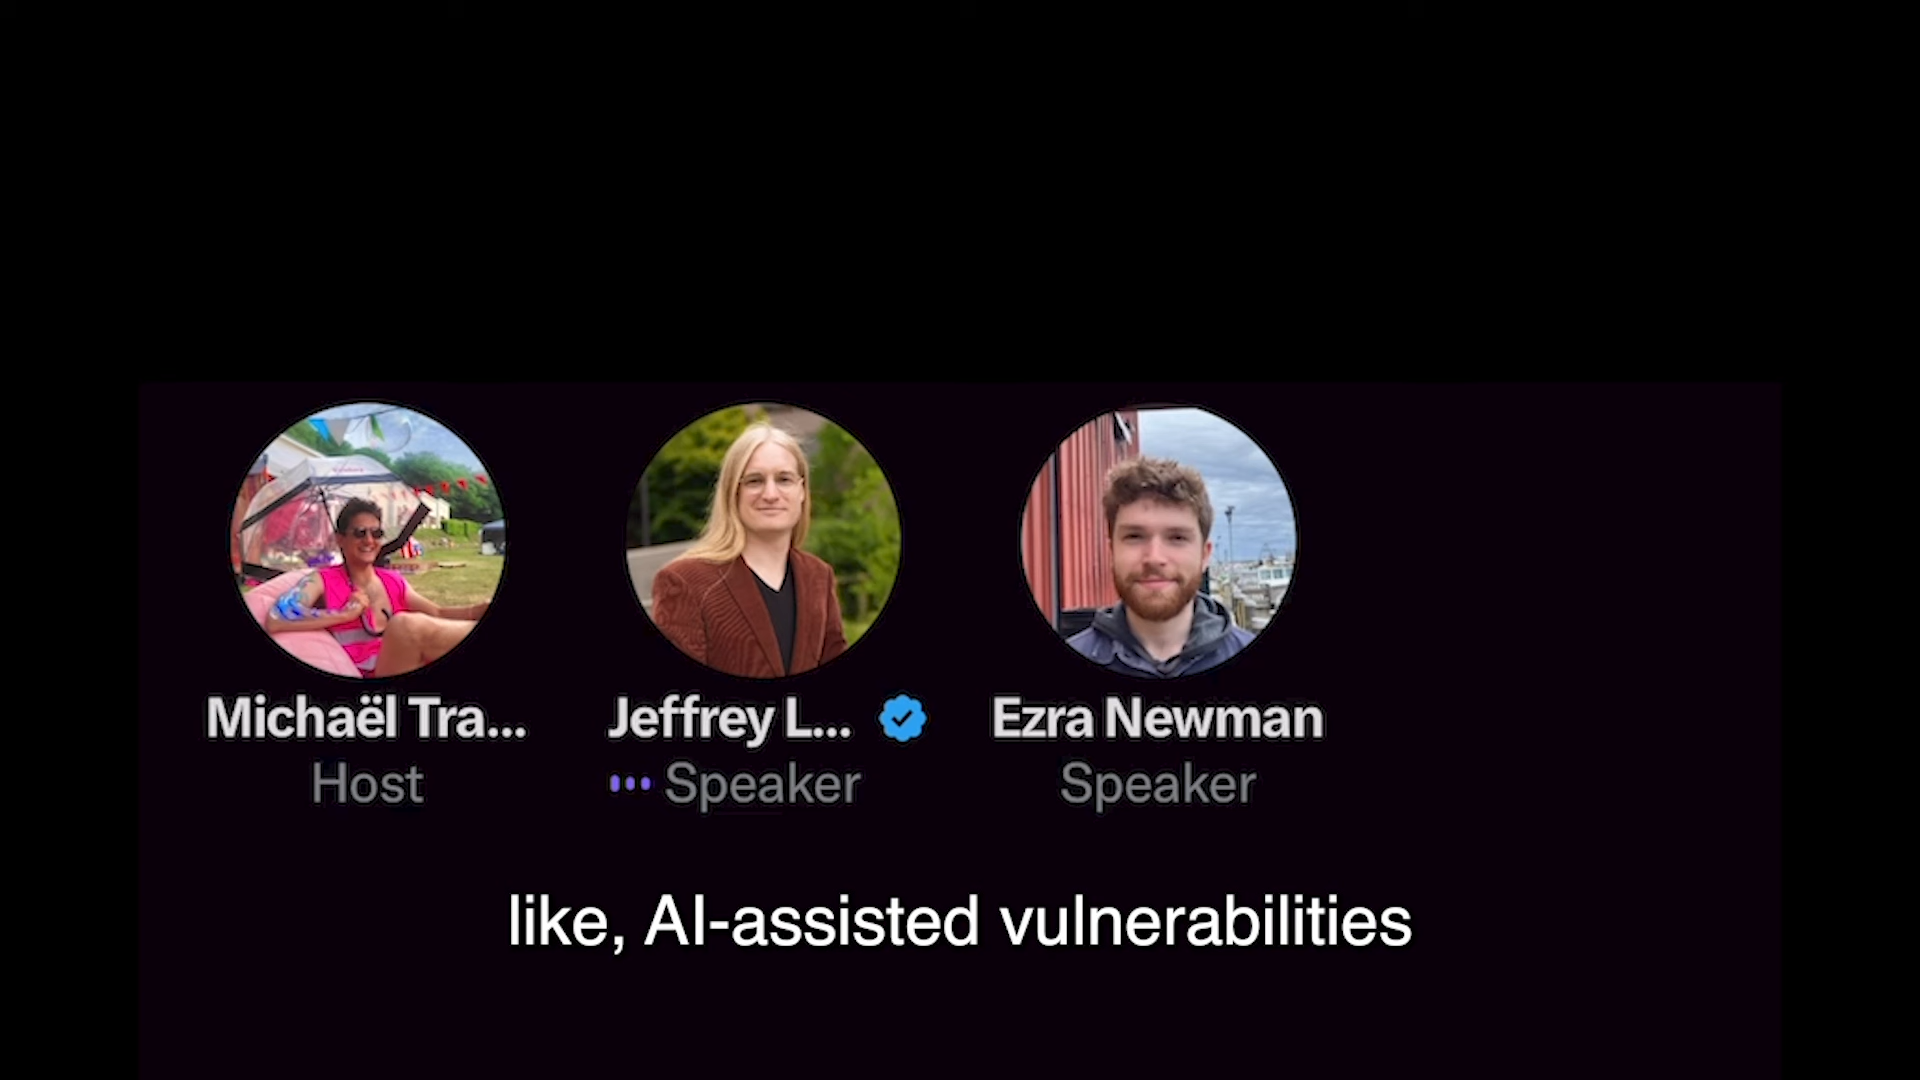 Michaël Tra...
Jeffrey L...
Ezra Newman
Host
Speaker
Speaker
like, AI-assisted vulnerabilities